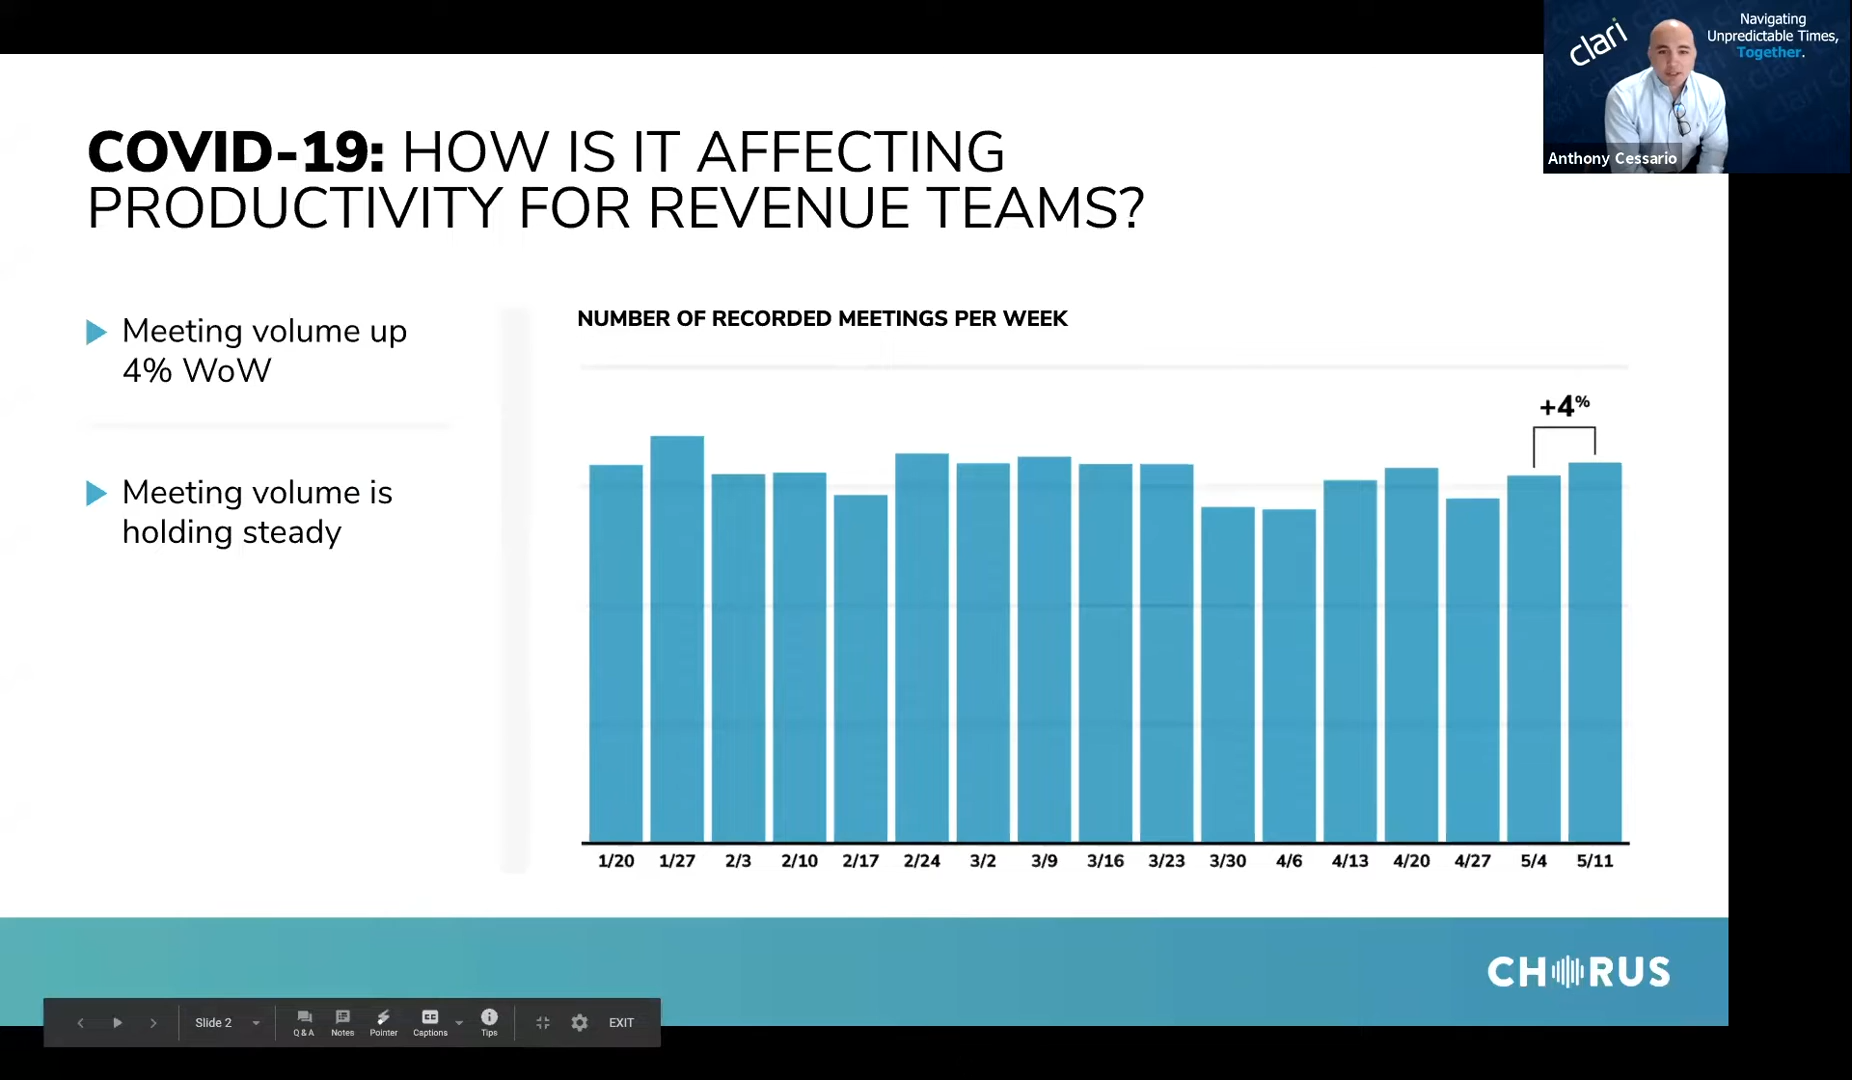 clari
Navigating
Unpredictable Times,
Together.
Anthony Cessario
COVID-19: HOW IS IT AFFECTING
PRODUCTIVITY FOR REVENUE TEAMS?
Meeting volume up
4% WoW
Meeting volume is
holding steady
NUMBER OF RECORDED MEETINGS PER WEEK
+4%
1/20 1/27 2/3 2/10 2/17 2/24 3/2 3/9 3/16 3/23 3/30 4/6 4/13 4/20 4/27 5/4 5/11
CHORUS
Slide 2
Q & A Notes Pointer Captions Tips
EXIT